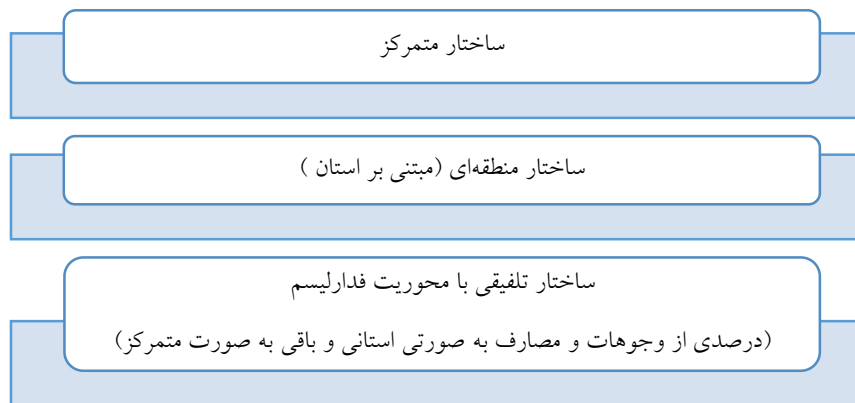 ساختار متمرکز
ساختار منطقه‌ای (مبتنی بر استان )
ساختار تلفیقی با محوریت فدارلیسم
(درصدی از وجوهات و مصارف به صورتی استانی و باقی به صورت متمرکز)